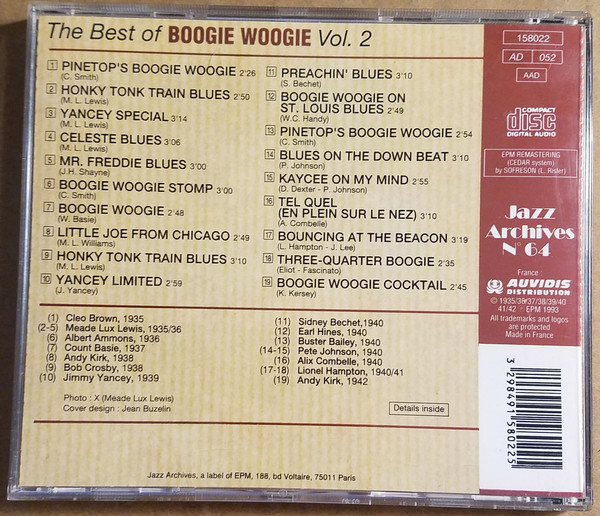 The Best of BOOGIE WOOGIE Vol. 2
1 PINETOP'S BOOGIE WOOGIE 2'26
(C. Smith)
2 HONKY TONK TRAIN BLUES 2'50
(M. L. Lewis)
3 YANCEY SPECIAL 3'14
(M. L. Lewis)
4 CELESTE BLUES 3'06
(M. L. Lewis)
5 MR. FREDDIE BLUES 3'00
(J.H. Shayne)
6 BOOGIE WOOGIE STOMP 3'00
(C. Smith)
7 BOOGIE WOOGIE 2'48
(W. Basie)
8 LITTLE JOE FROM CHICAGO 2'49
(M. L. Williams)
9 HONKY TONK TRAIN BLUES 3'10
(M. L. Lewis)
10 YANCEY LIMITED 2'59
(J. Yancey)
11 PREACHIN' BLUES 3'10
(S. Bechet)
12 BOOGIE WOOGIE ON
ST. LOUIS BLUES 2'49
(W.C. Handy)
13 PINETOP'S BOOGIE WOOGIE 2'54
(C. Smith)
14 BLUES ON THE DOWN BEAT 3'10
(P. Johnson)
15 KAYCEE ON MY MIND 2'55
(D. Dexter - P. Johnson)
16 TEL QUEL
(EN PLEIN SUR LE NEZ) 3'10
(A. Combelle)
17 BOUNCING AT THE BEACON 3'19
(L. Hampton - J. Lee)
18 THREE-QUARTER BOOGIE 2'35
(Eliot - Fascinato)
19 BOOGIE WOOGIE COCKTAIL 2'45
(K. Kersey)
(1) Cleo Brown, 1935
(2-5) Meade Lux Lewis, 1935/36
(6) Albert Ammons, 1936
(7) Count Basie, 1937
(8) Andy Kirk, 1938
(9) Bob Crosby, 1938
(10) Jimmy Yancey, 1939
(11) Sidney Bechet,1940
(12) Earl Hines, 1940
(13) Buster Bailey, 1940
(14-15) Pete Johnson, 1940
(16) Alix Combelle, 1940
(17-18) Lionel Hampton, 1940/41
(19) Andy Kirk, 1942
Photo : X (Meade Lux Lewis)
Cover design : Jean Buzelin
Details inside
Jazz Archives, a label of EPM, 188, bd Voltaire, 75011 Paris
158022
AD 052
AAD
COMPACT
disc
DIGITAL AUDIO
EPM REMASTERING
(CEDAR system)
by SOFRESON (L. Risler)
Jazz
Archives
N° 64
France :
AUVIDIS
DISTRIBUTION
© 1935/36/37/38/39/40
41/42 - EPM 1993
All trademarks and logos
are protected
Made in France
3 298491 580225